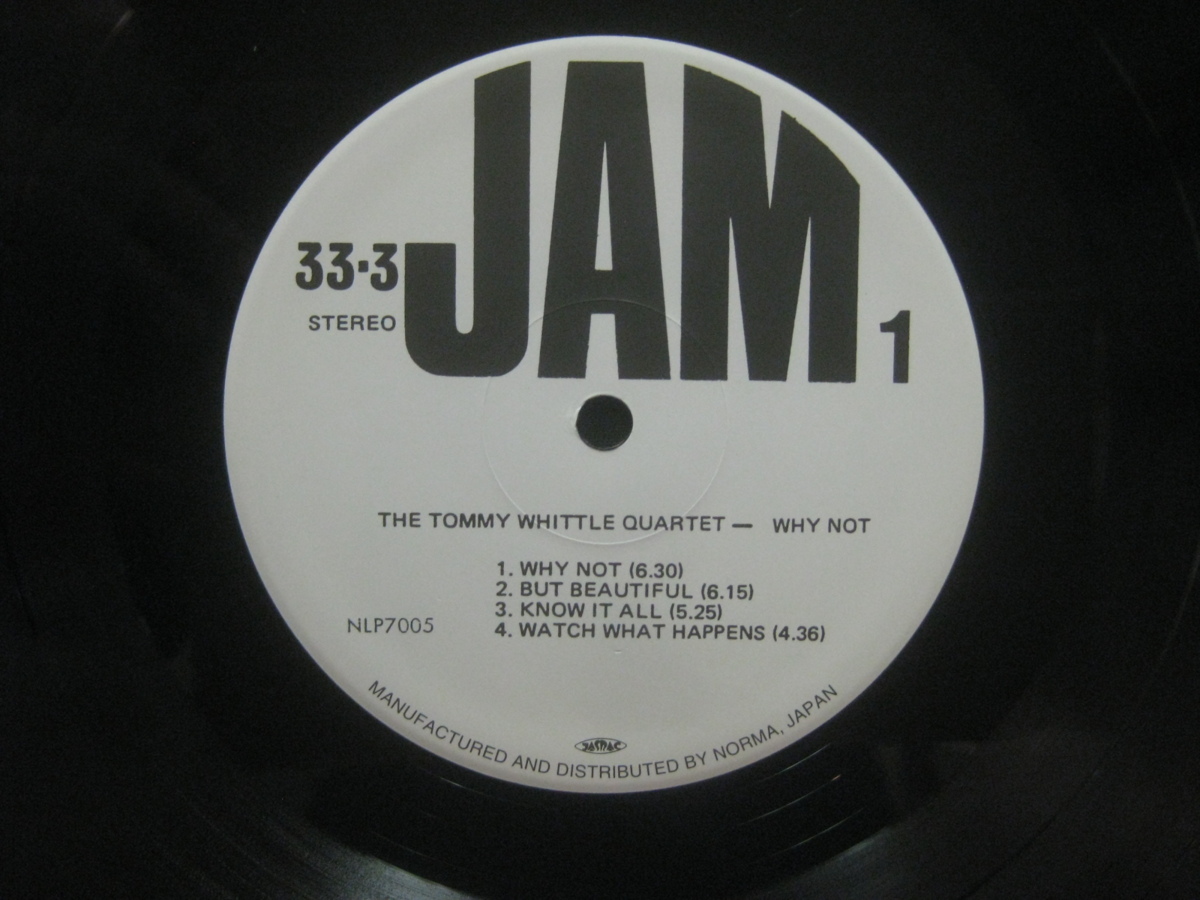 JAM
33·3
STEREO
1
THE TOMMY WHITTLE QUARTET — WHY NOT
1. WHY NOT (6.30)
2. BUT BEAUTIFUL (6.15)
3. KNOW IT ALL (5.25)
4. WATCH WHAT HAPPENS (4.36)
NLP7005
JASRAC
MANUFACTURED AND DISTRIBUTED BY NORMA, JAPAN